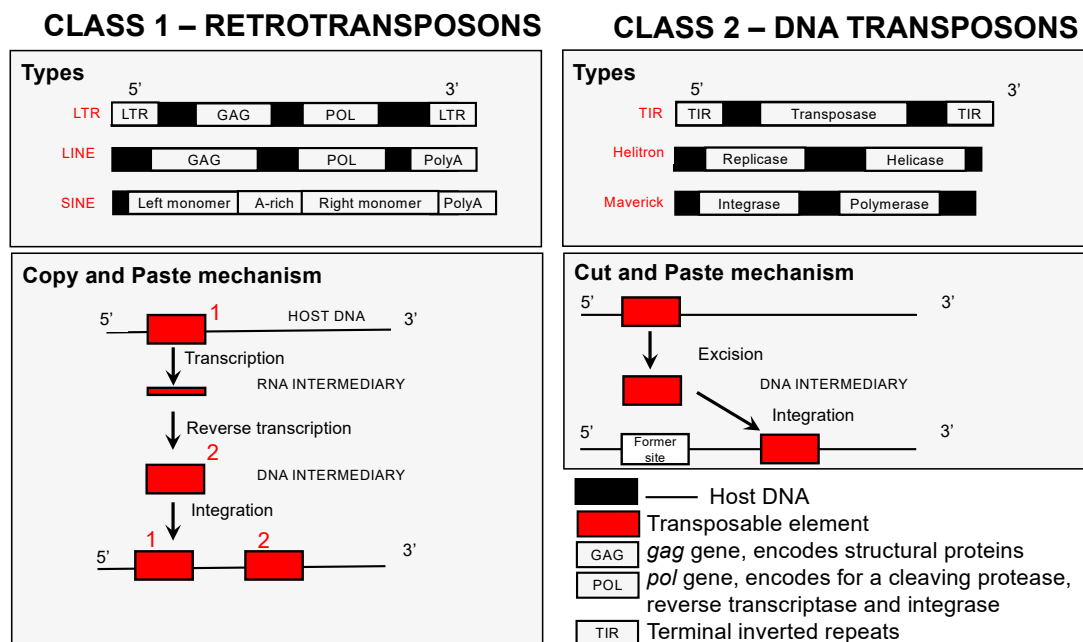 CLASS 1 – RETROTRANSPOSONS
Types
5’ 3’
LTR LTR GAG POL LTR
LINE GAG POL PolyA
SINE Left monomer A-rich Right monomer PolyA
Copy and Paste mechanism
1
5’ HOST DNA 3’
Transcription
RNA INTERMEDIARY
Reverse transcription
2
DNA INTERMEDIARY
Integration
1 2
5’ 3’
CLASS 2 – DNA TRANSPOSONS
Types
5’ 3’
TIR TIR Transposase TIR
Helitron Replicase Helicase
Maverick Integrase Polymerase
Cut and Paste mechanism
5’ 3’
Excision
DNA INTERMEDIARY
Integration
5’ Former 3’
site
Host DNA
Transposable element
GAG gag gene, encodes structural proteins
POL pol gene, encodes for a cleaving protease,
reverse transcriptase and integrase
TIR Terminal inverted repeats